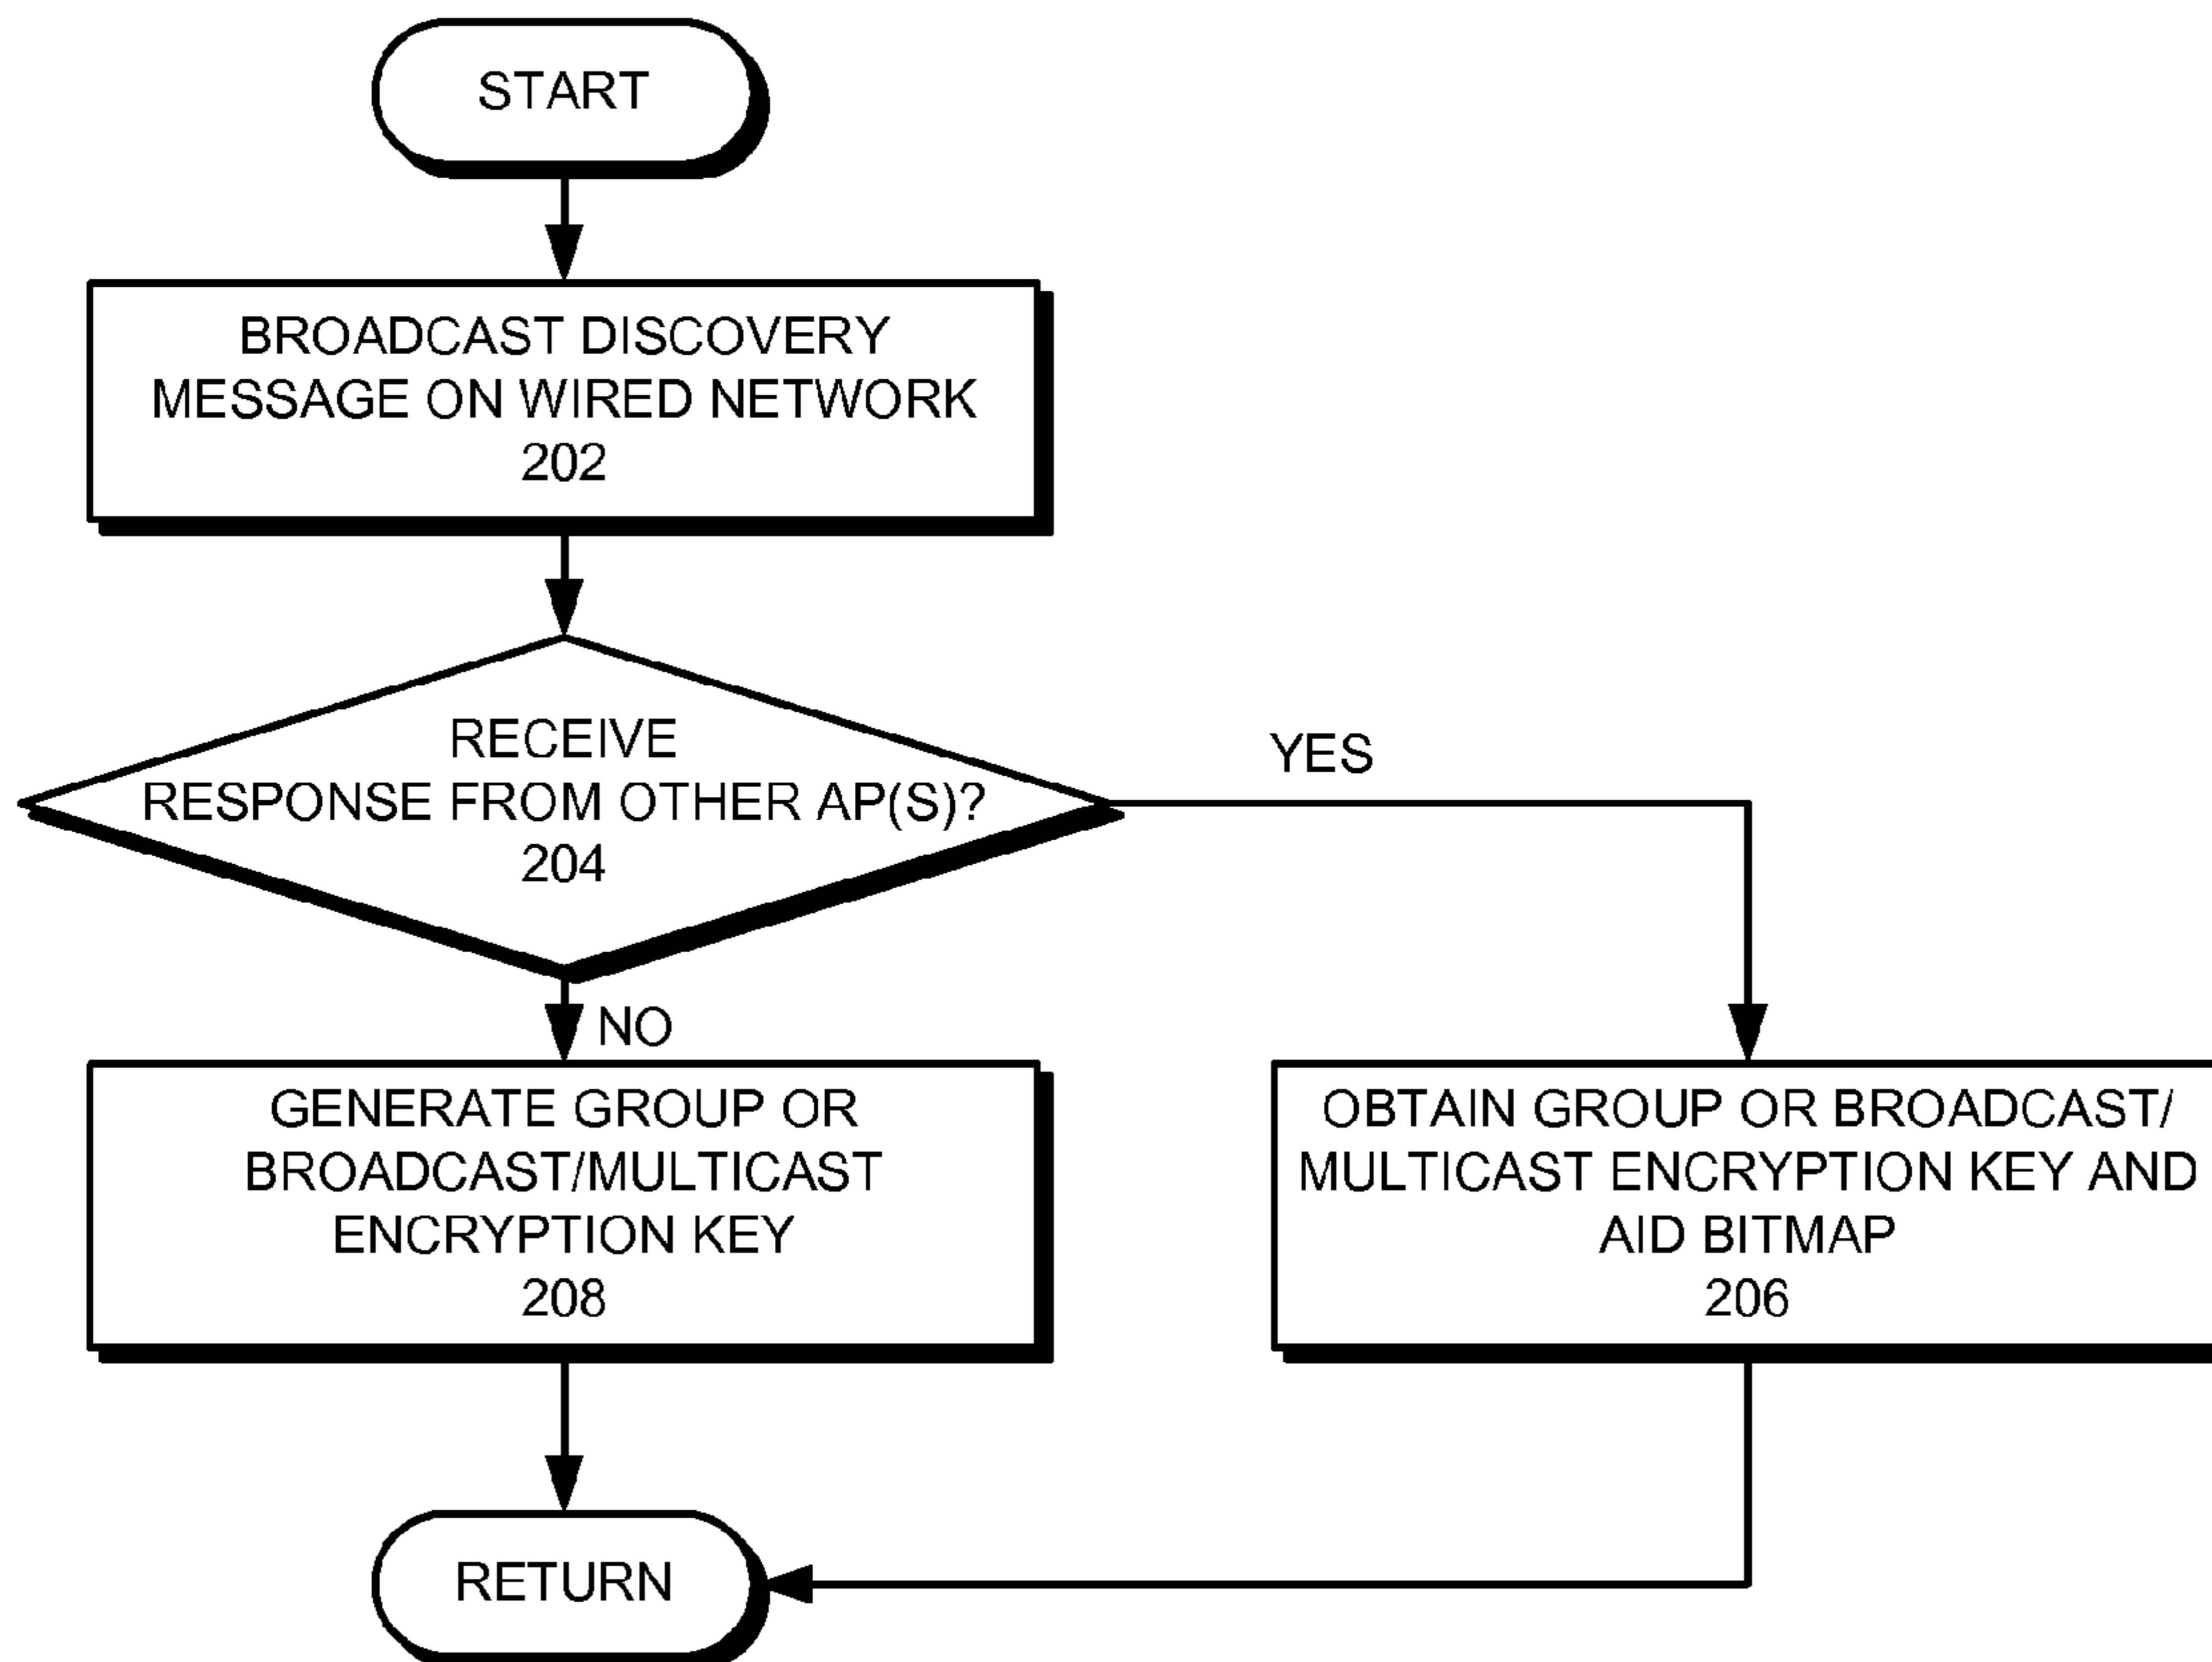 START
BROADCAST DISCOVERY
MESSAGE ON WIRED NETWORK
202
RECEIVE
RESPONSE FROM OTHER AP(S)?
204
YES
NO
GENERATE GROUP OR
BROADCAST/MULTICAST
ENCRYPTION KEY
208
OBTAIN GROUP OR BROADCAST/
MULTICAST ENCRYPTION KEY AND
AID BITMAP
206
RETURN